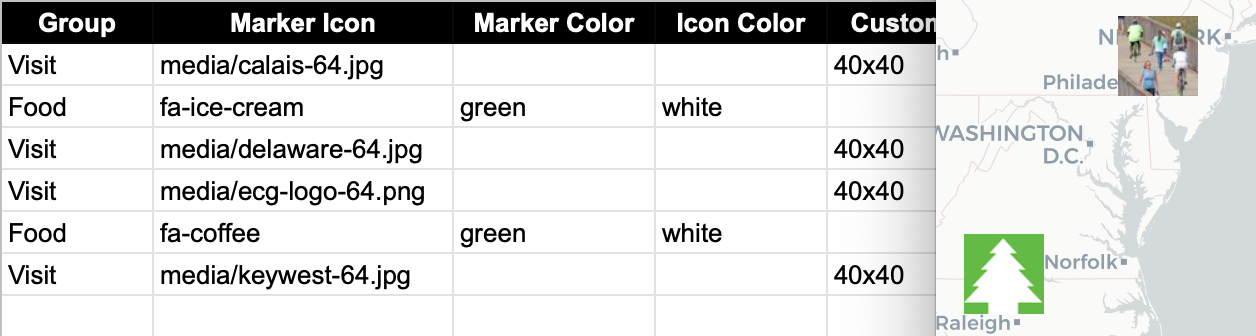 Group Marker Icon Marker Color Icon Color Custom
Visit media/calais-64.jpg 40x40
Food fa-ice-cream green white
Visit media/delaware-64.jpg 40x40
Visit media/ecg-logo-64.png 40x40
Food fa-coffee green white
Visit media/keywest-64.jpg 40x40
N RK
h
Philade
WASHINGTON
D.C.
Norfolk
Raleigh